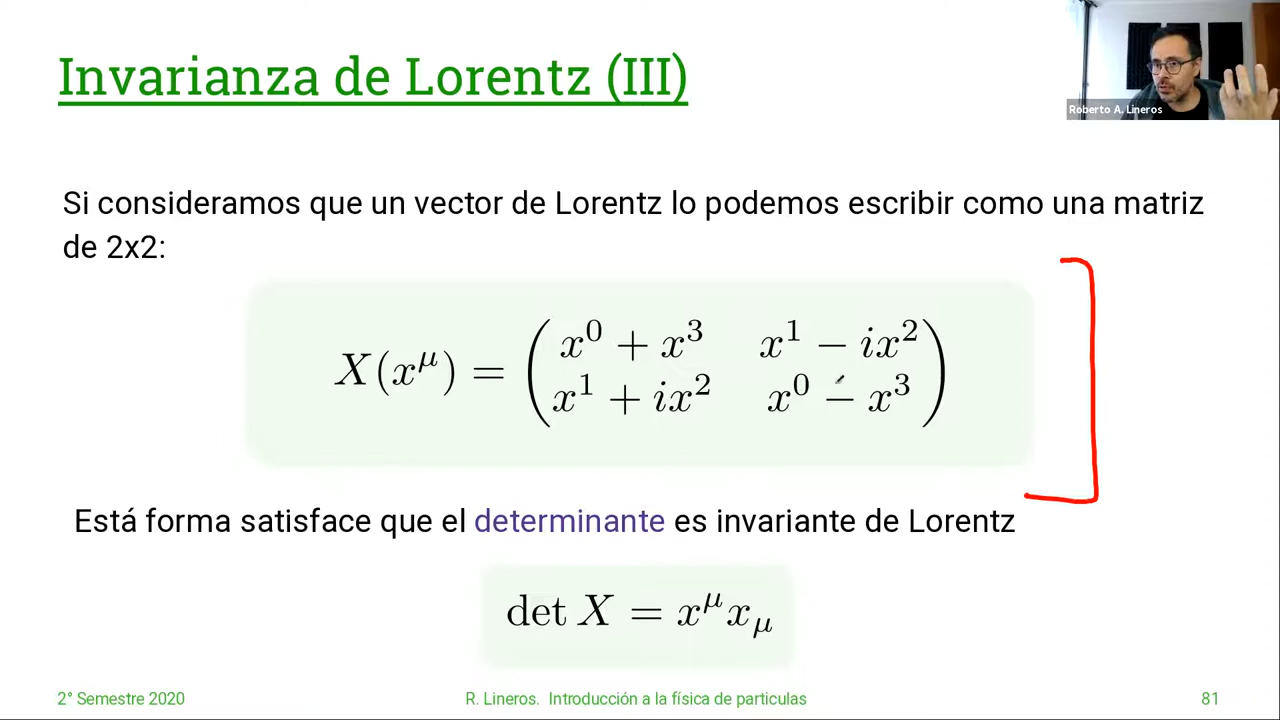 Invarianza de Lorentz (III)
Roberto A. Lineros
Si consideramos que un vector de Lorentz lo podemos escribir como una matriz
de 2x2:
X(x^μ) = ( x^0 + x^3   x^1 − ix^2
x^1 + ix^2   x^0 − x^3 )
Está forma satisface que el determinante es invariante de Lorentz
det X = x^μ x_μ
2° Semestre 2020
R. Lineros. Introducción a la física de particulas
81